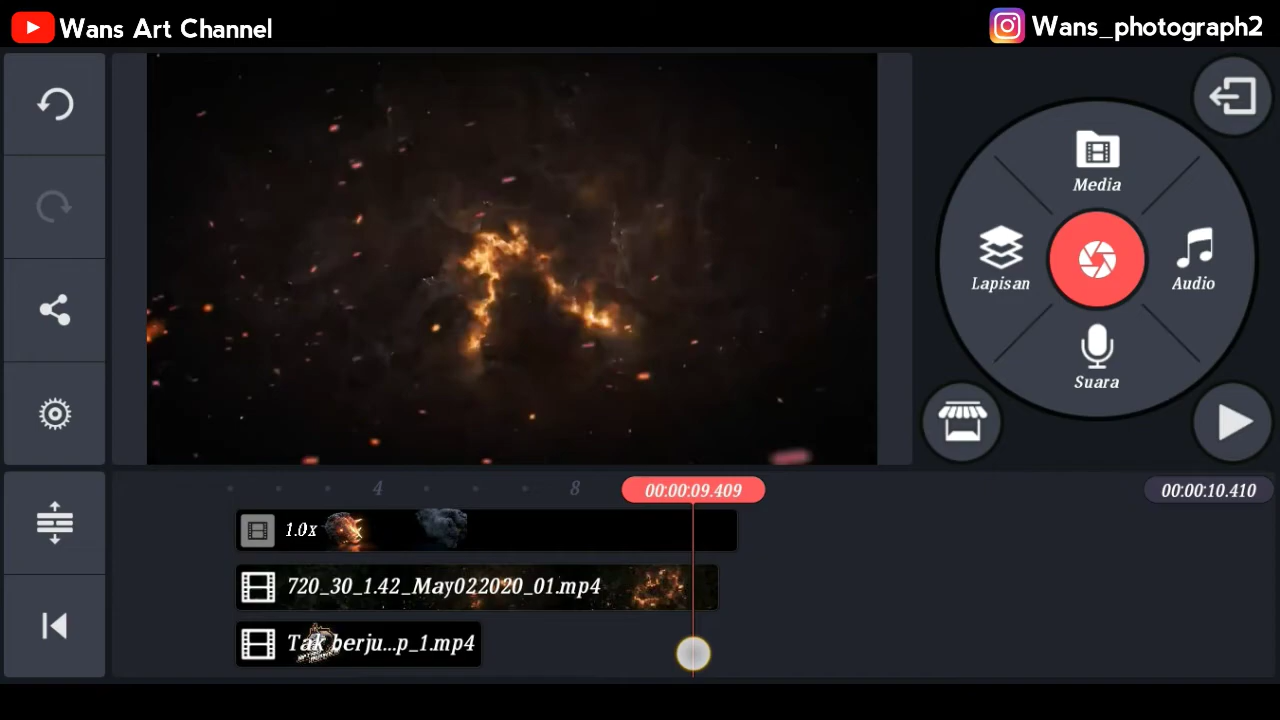 Wans Art Channel
Wans_photograph2
Media
Lapisan
Audio
Suara
4
8
00:00:09.409
00:00:10.410
1.0x
720_30_1.42_May022020_01.mp4
Tak berju...p_1.mp4